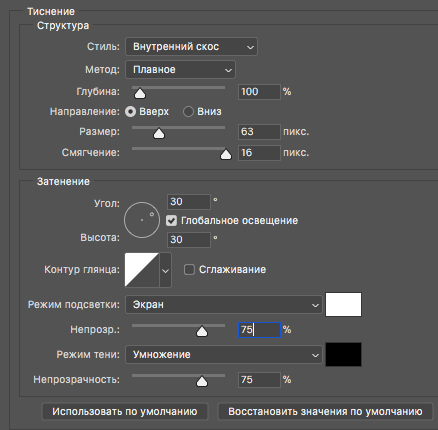 Тиснение
Структура
Стиль: Внутренний скос
Метод: Плавное
Глубина: 100 %
Направление: Вверх Вниз
Размер: 63 пикс.
Смягчение: 16 пикс.
Затенение
Угол: 30 °
Глобальное освещение
Высота: 30 °
Контур глянца: Сглаживание
Режим подсветки: Экран
Непрозр.: 75 %
Режим тени: Умножение
Непрозрачность: 75 %
Использовать по умолчанию Восстановить значения по умолчанию